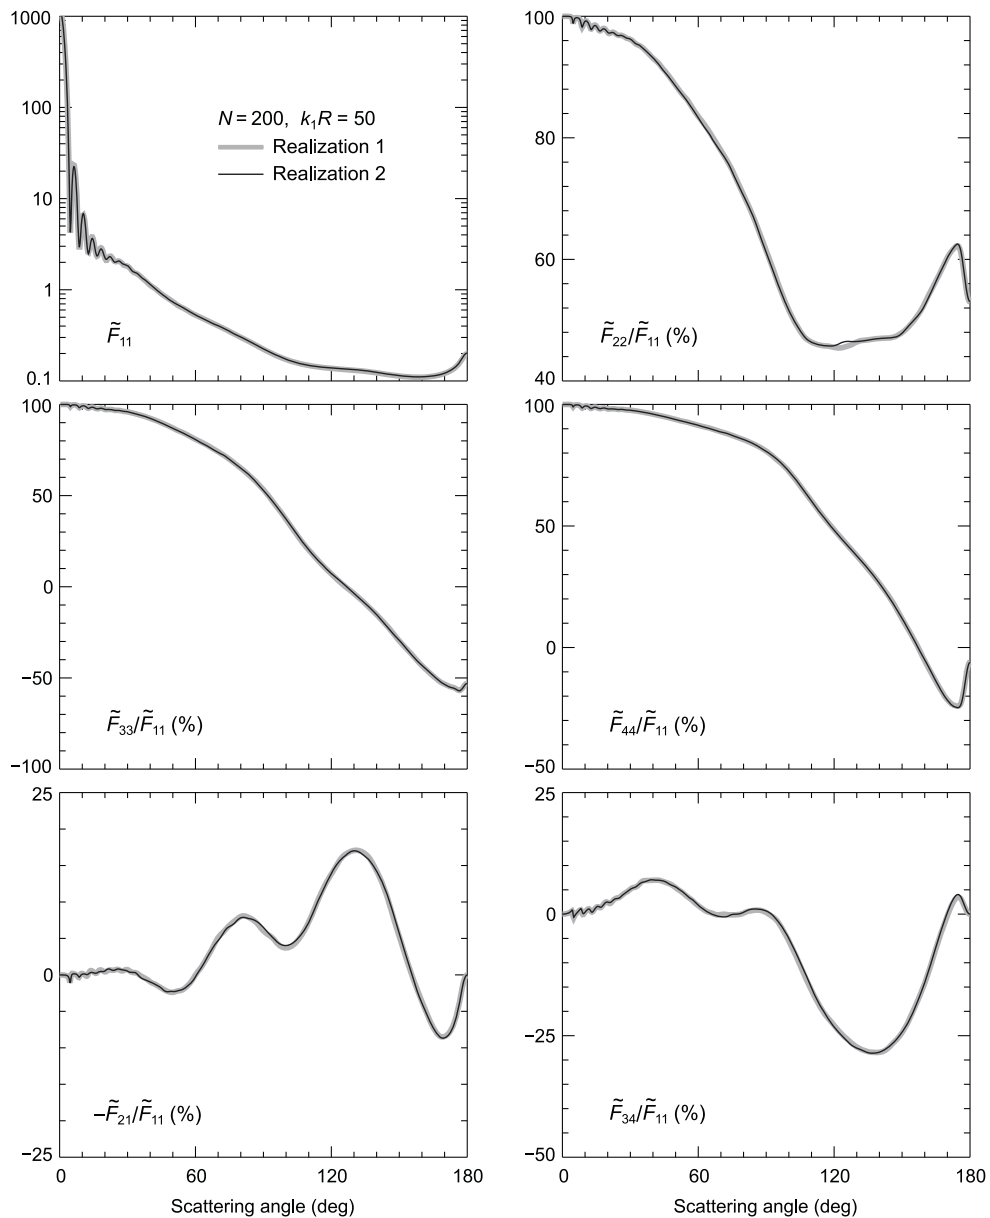 1000
100
10
1
0.1
N = 200, k₁R = 50
Realization 1
Realization 2
F̃₁₁
100
80
60
40
F̃₂₂/F̃₁₁ (%)
100
50
0
−50
−100
F̃₃₃/F̃₁₁ (%)
100
50
0
−50
F̃₄₄/F̃₁₁ (%)
25
0
−25
−F̃₂₁/F̃₁₁ (%)
0 60 120 180
Scattering angle (deg)
25
0
−25
−50
F̃₃₄/F̃₁₁ (%)
0 60 120 180
Scattering angle (deg)